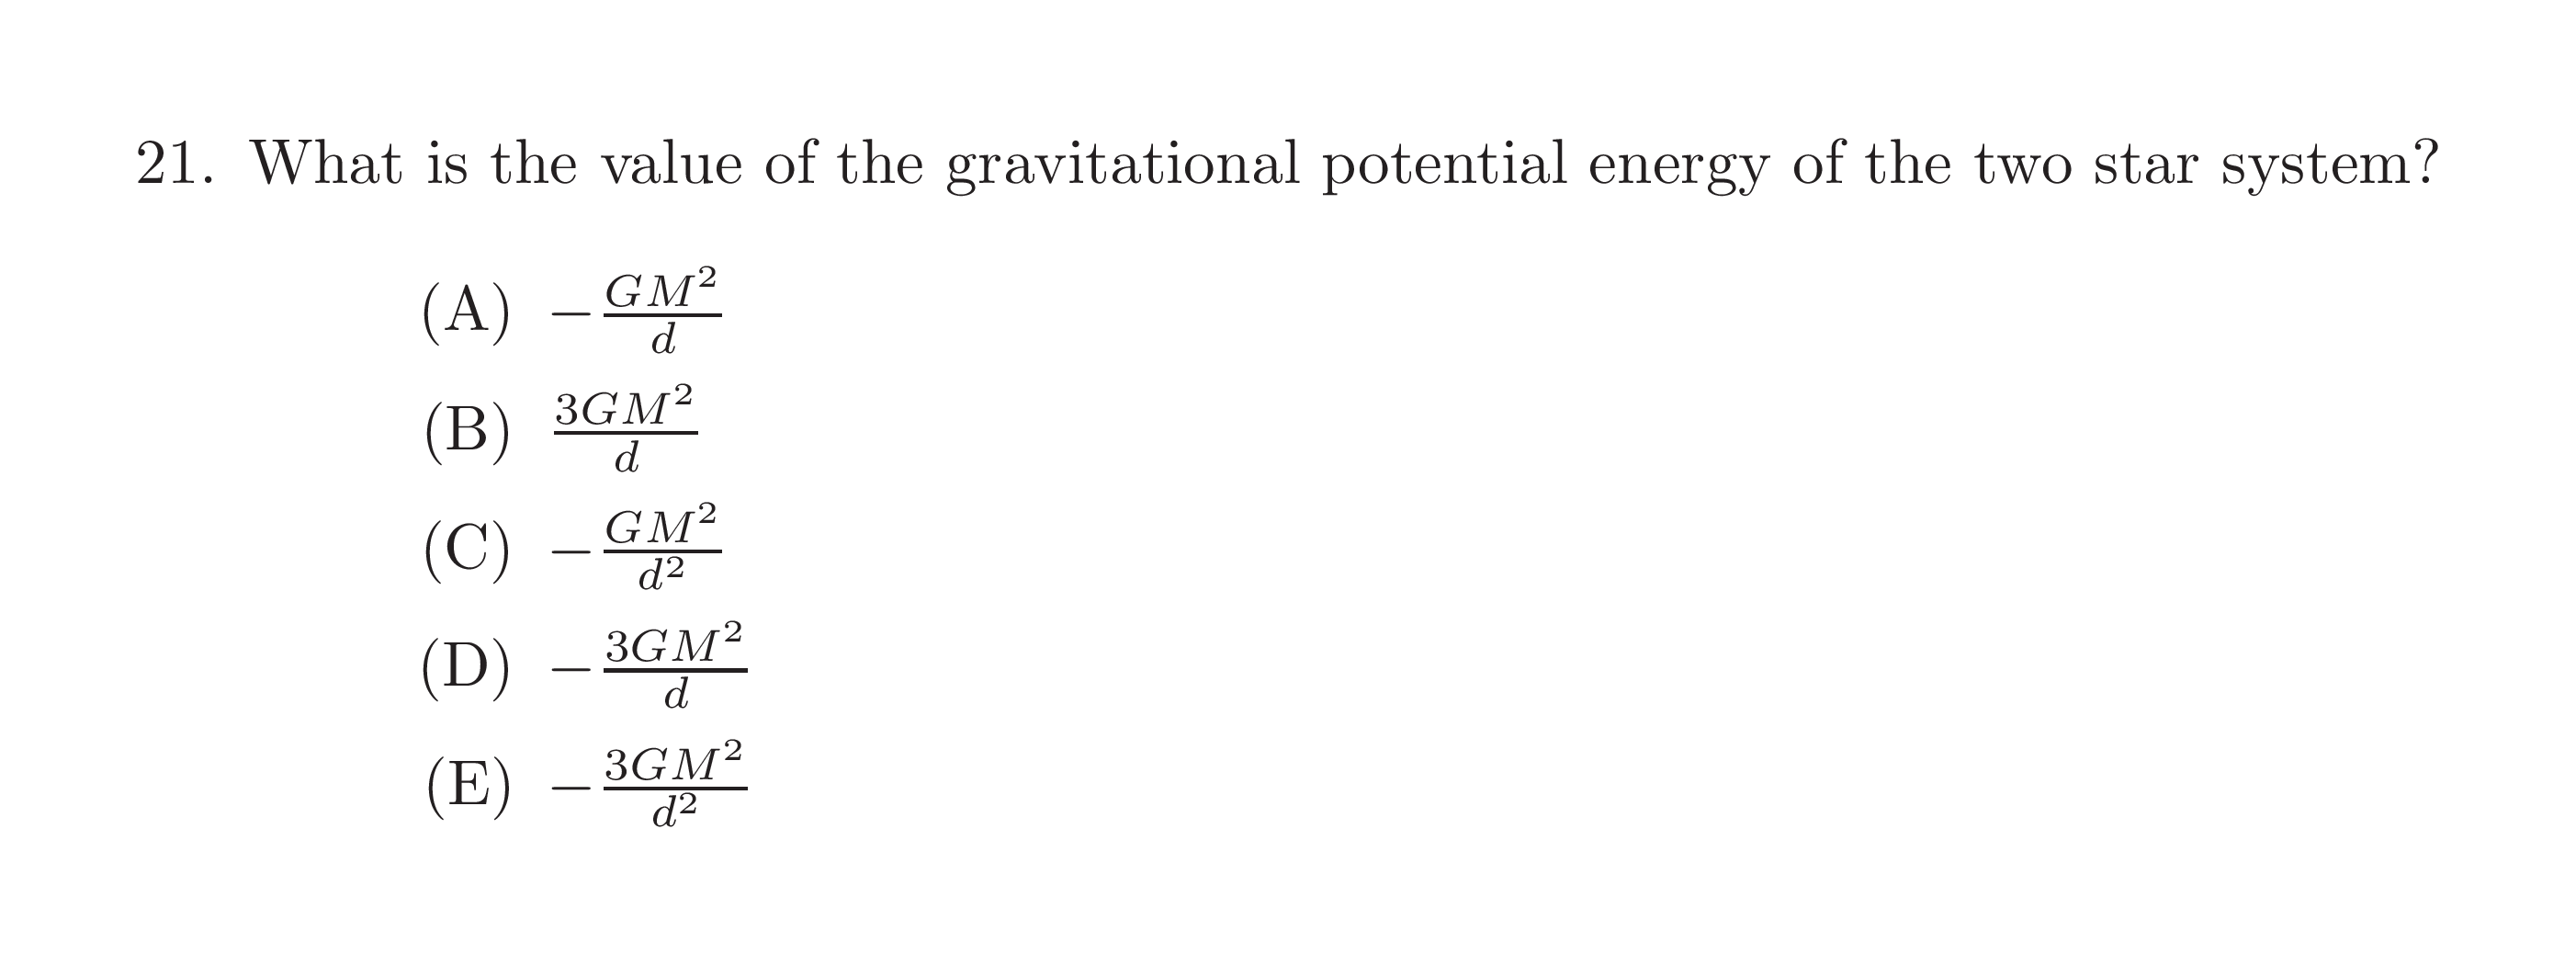 21. What is the value of the gravitational potential energy of the two star system?
(A) $-\frac{GM^2}{d}$
(B) $\frac{3GM^2}{d}$
(C) $-\frac{GM^2}{d^2}$
(D) $-\frac{3GM^2}{d}$
(E) $-\frac{3GM^2}{d^2}$